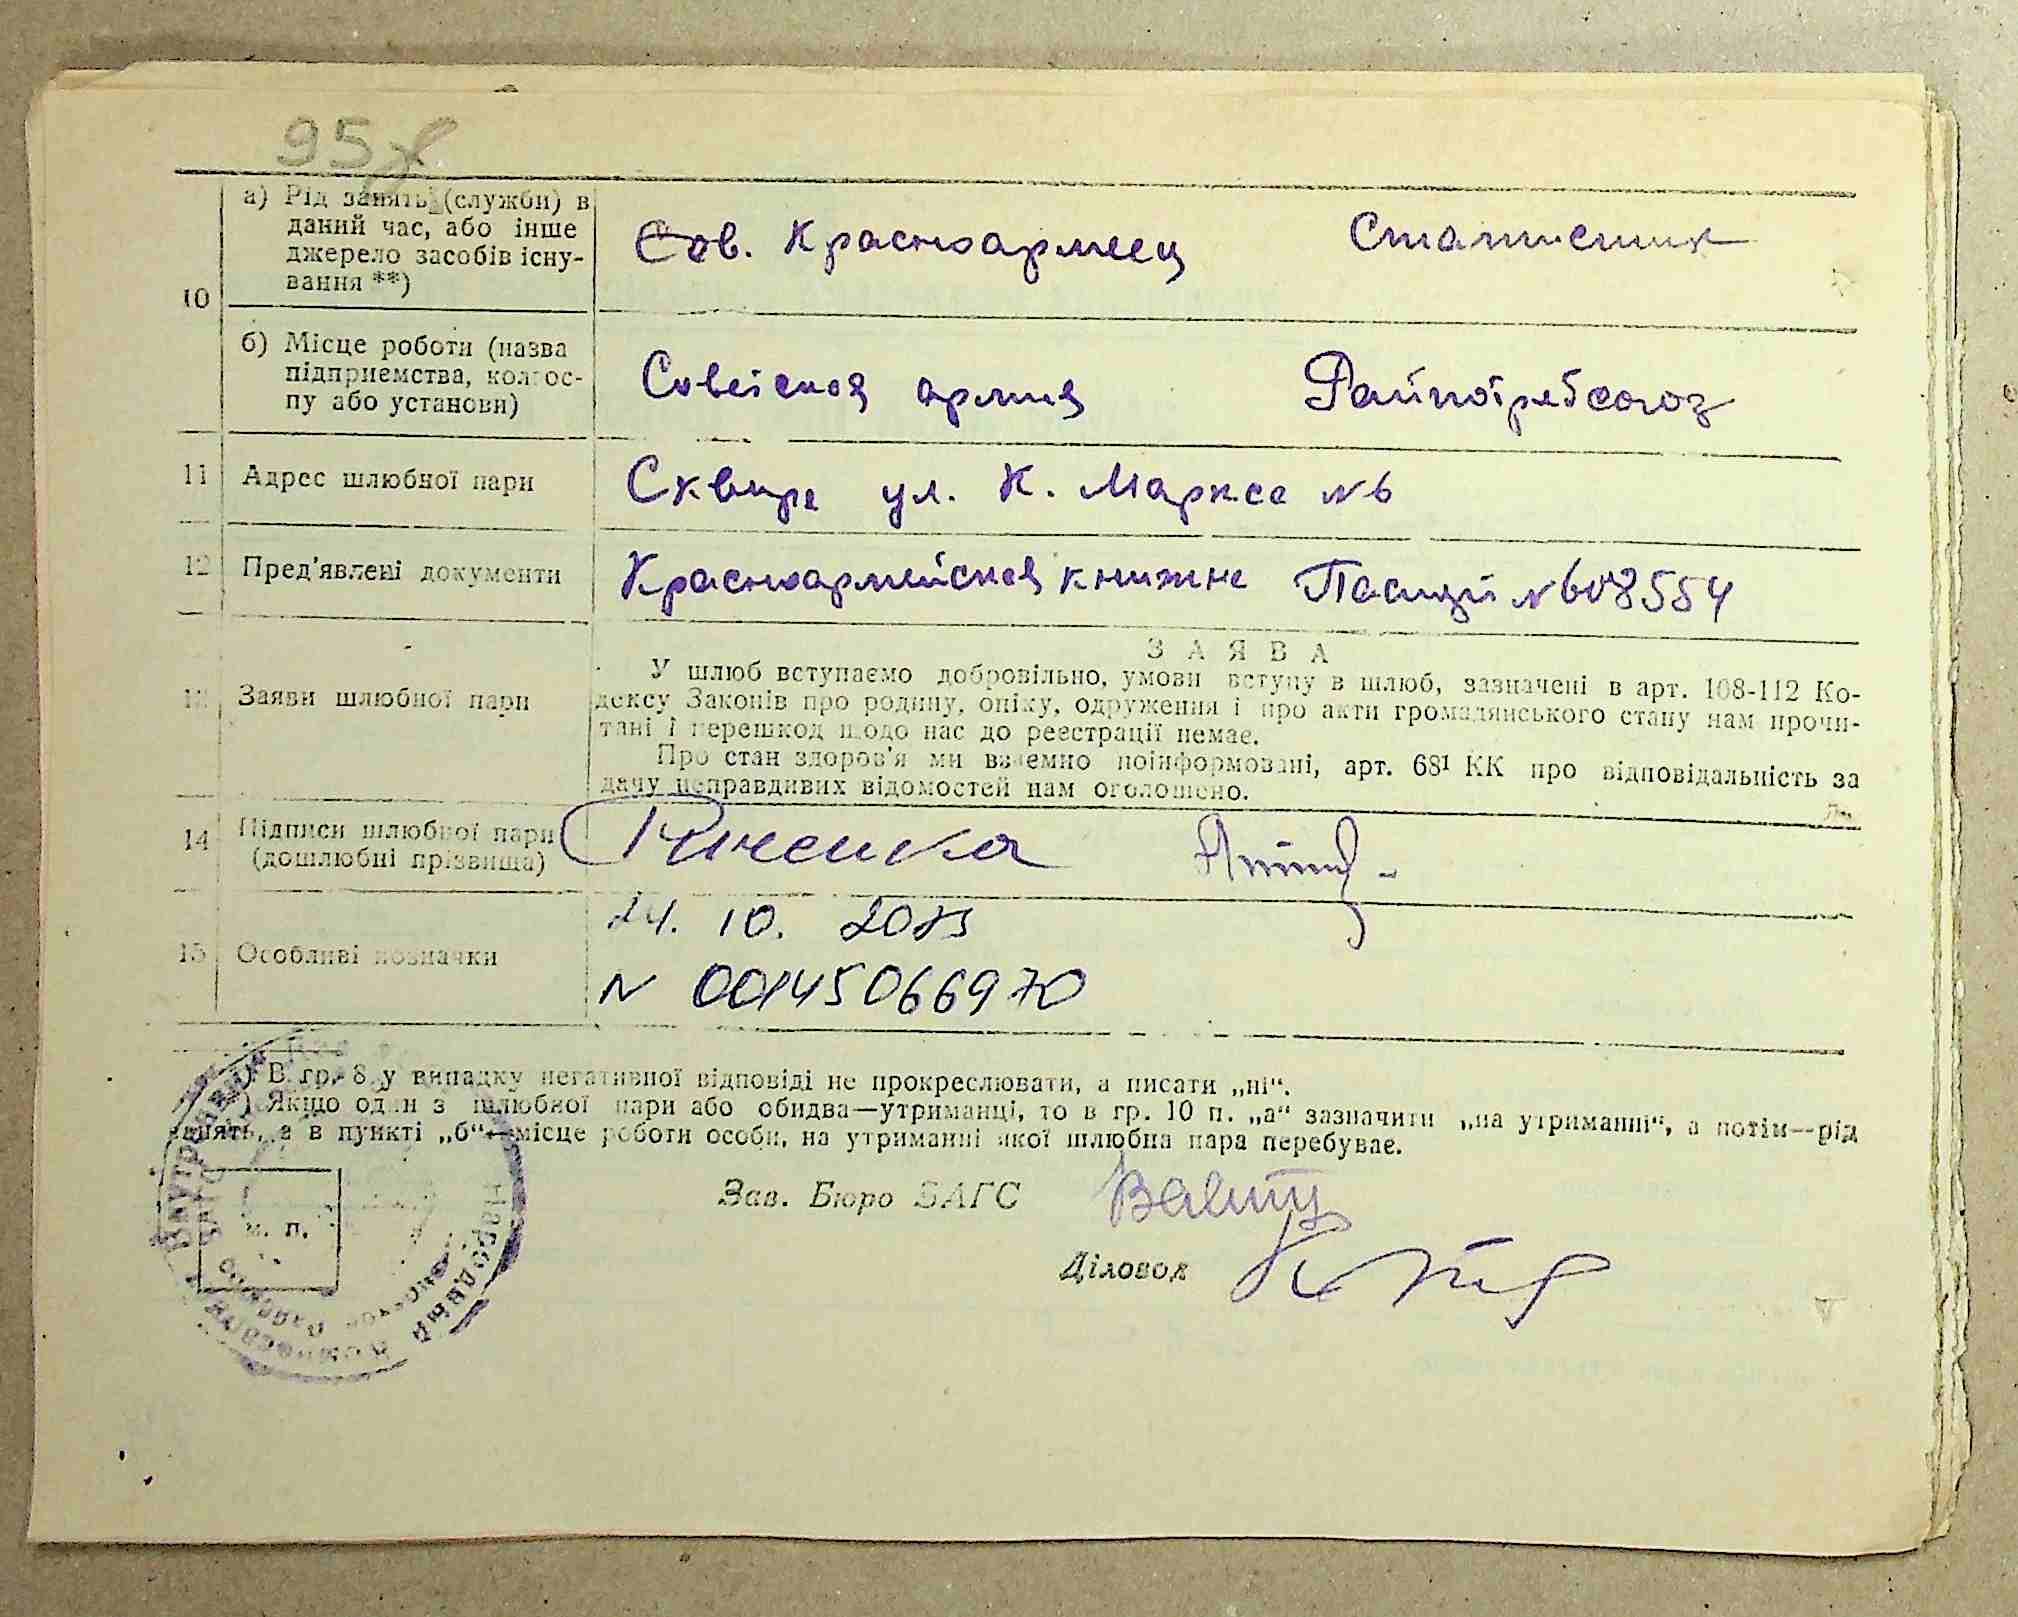 95
10
а) Рід занять (служби) в
даний час, або інше
джерело засобів існу-
вання **)
Сов. Красноармеец
Статистик
б) Місце роботи (назва
підприємства, колгос-
пу або установи)
Советская армия
Райпотребсоюз
11
Адрес шлюбної пари
Сквира ул. К. Маркса №6
12
Пред'явлені документи
Красноармейская книжка
Паспорт №608554
13
Заяви шлюбної пари
ЗАЯВА
У шлюб вступаємо добровільно, умови вступу в шлюб, зазначені в арт. 108-112 Ко-
дексу Законів про родину, опіку, одруження і про акти громадянського стану нам прочи-
тані і перешкод щодо нас до реєстрації немає.
Про стан здоров'я ми взаємно поінформовані, арт. 68¹ КК про відповідальність за
дачу неправдивих відомостей нам оголошено.
14
Підписи шлюбної пари
(дошлюбні прізвища)
15
Особливі позначки
24. 10. 20
N 00145066970
*) В гр. 8 у випадку негативної відповіді не прокреслювати, а писати „ні“.
Якщо один з шлюбної пари або обидва—утриманці, то в гр. 10 п. „а“ зазначити „на утриманні“, а потім—рід
занять, а в пункті „б“—місце роботи особи, на утриманні якої шлюбна пара перебуває.
Зав. Бюро ЗАГС
м. п.
Діловод